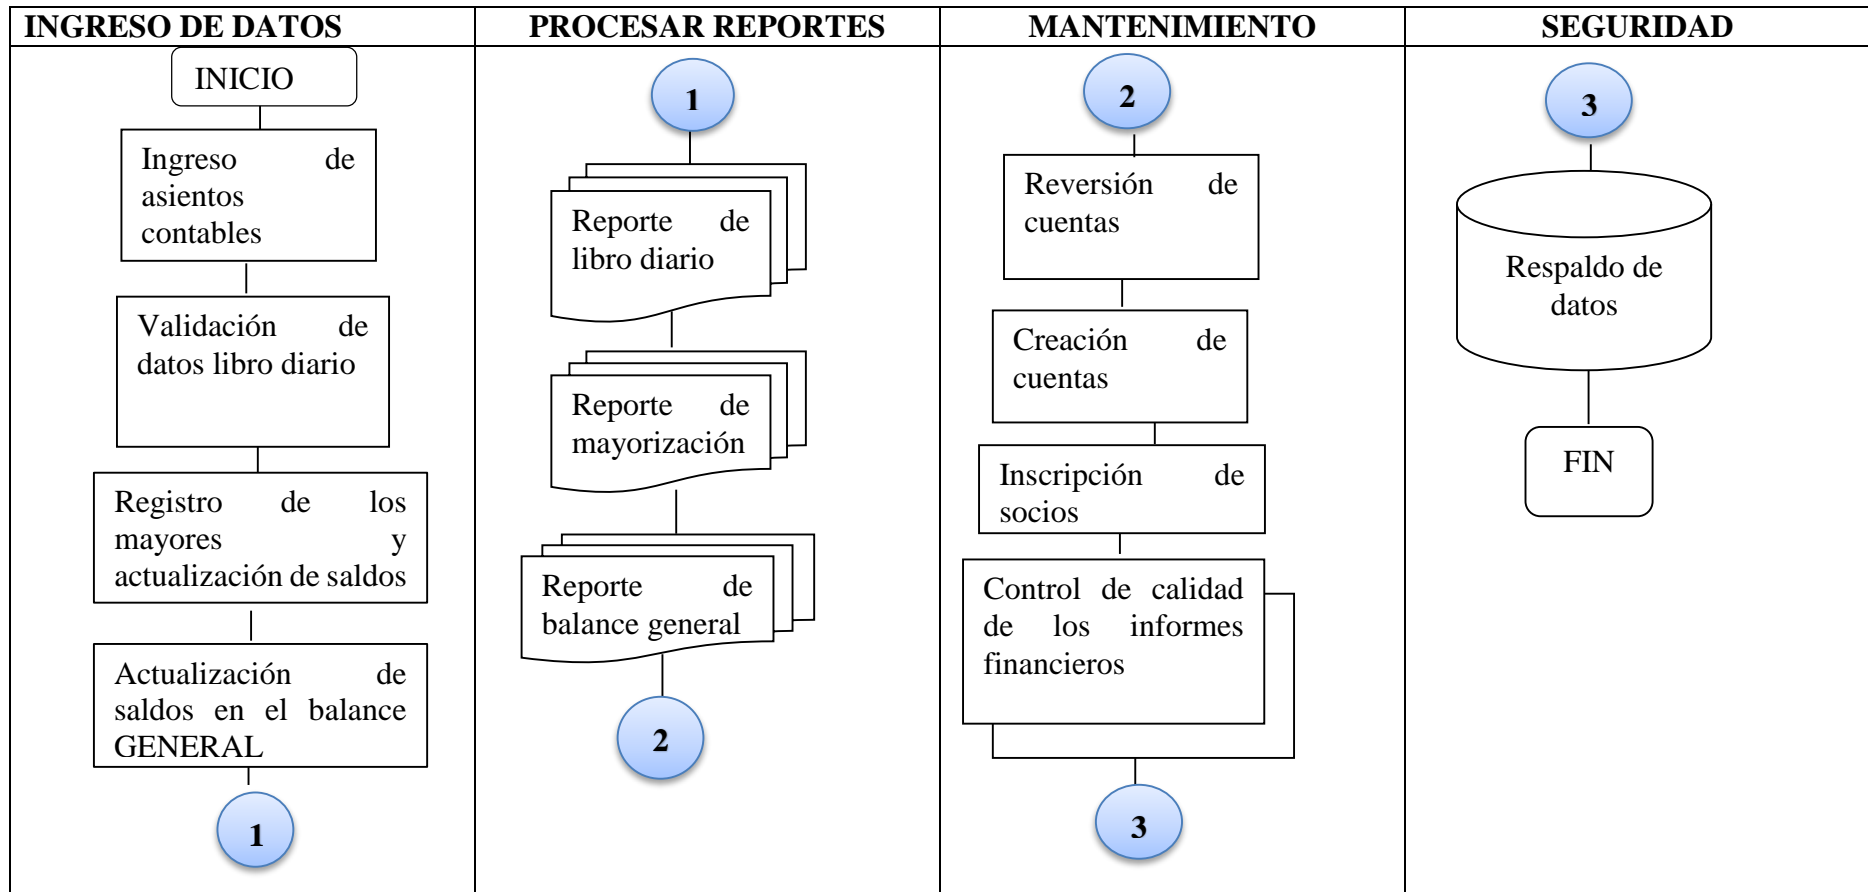 INGRESO DE DATOS
INICIO
Ingreso de
asientos
contables
Validación de
datos libro diario
Registro de los
mayores y
actualización de saldos
Actualización de
saldos en el balance
GENERAL
1
PROCESAR REPORTES
1
Reporte de
libro diario
Reporte de
mayorización
Reporte de
balance general
2
MANTENIMIENTO
2
Reversión de
cuentas
Creación de
cuentas
Inscripción de
socios
Control de calidad
de los informes
financieros
3
SEGURIDAD
3
Respaldo de
datos
FIN